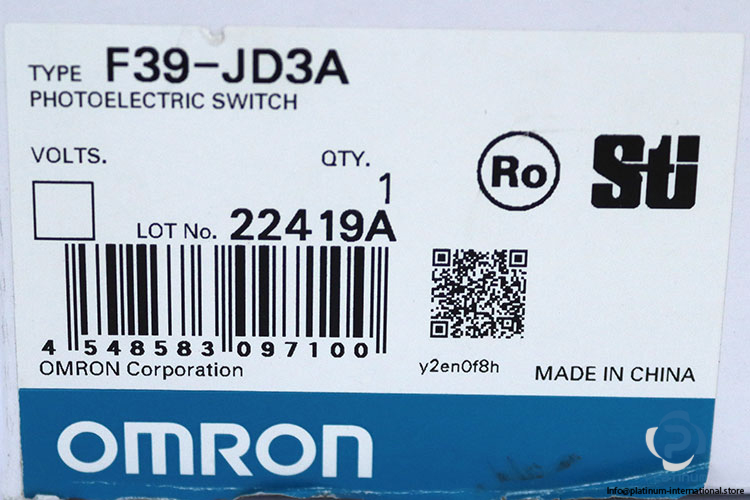 TYPE F39-JD3A
PHOTOELECTRIC SWITCH
VOLTS.
QTY.
1
Ro
Sti
LOT No. 22419A
4 548583 097100
OMRON Corporation
y2en0f8h
MADE IN CHINA
OMRON
info@platinum-international.store